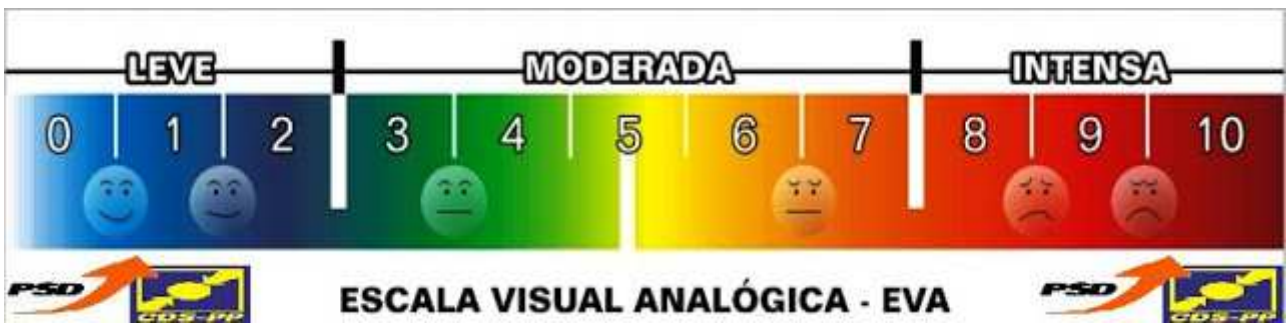 LEVE MODERADA INTENSA
0 1 2 3 4 5 6 7 8 9 10
PSD CDS-PP ESCALA VISUAL ANALÓGICA - EVA PSD CDS-PP